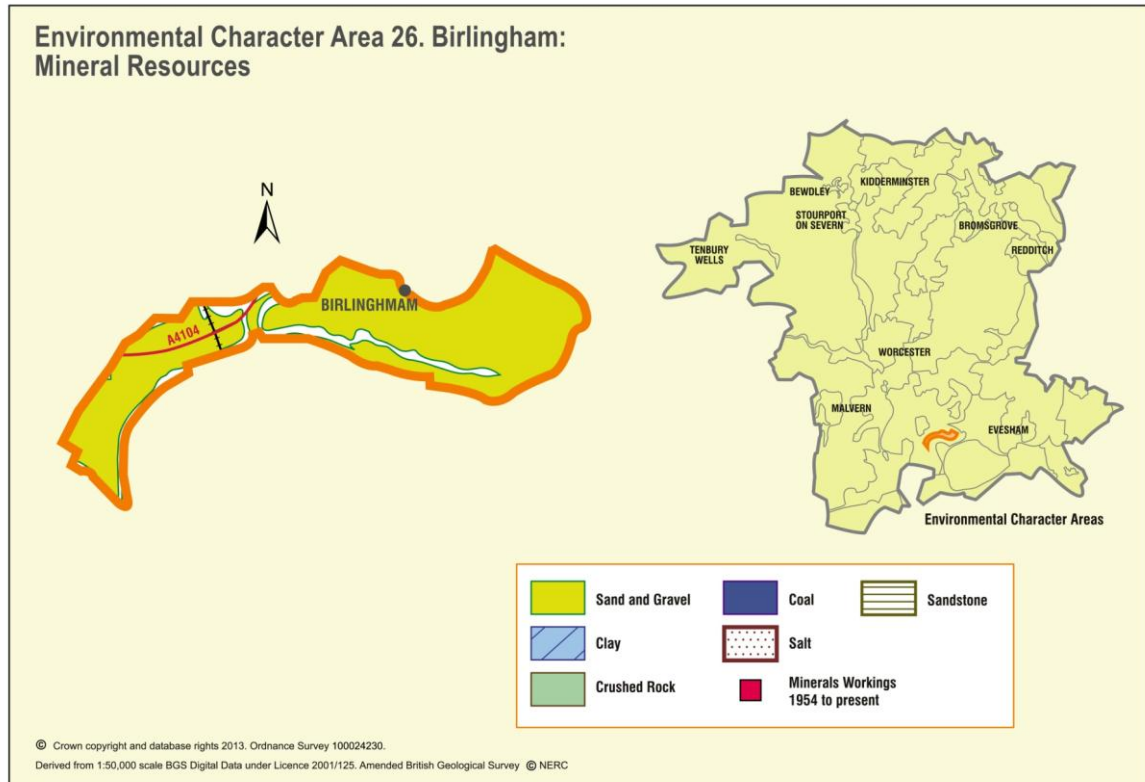 Environmental Character Area 26. Birlingham:
Mineral Resources
N
BIRLINGHMAM
A4104
KIDDERMINSTER
BEWDLEY
STOURPORT
ON SEVERN
BROMSGROVE
REDDITCH
TENBURY
WELLS
WORCESTER
MALVERN
EVESHAM
Environmental Character Areas
Sand and Gravel
Coal
Sandstone
Clay
Salt
Crushed Rock
Minerals Workings
1954 to present
© Crown copyright and database rights 2013. Ordnance Survey 100024230.
Derived from 1:50,000 scale BGS Digital Data under Licence 2001/125. Amended British Geological Survey © NERC